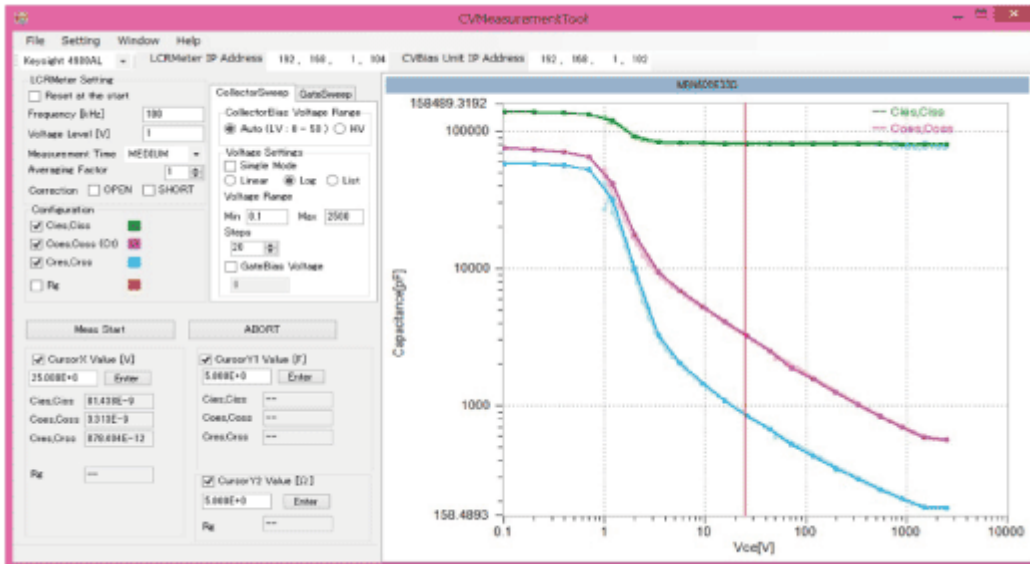 CVMeasurementTool
File Setting Window Help
Keysight 4980AL LCRMeter IP Address 192, 168, 1, 104 CVBias Unit IP Address 192, 168, 1, 102
LCRMeter Setting
Reset at the start
Frequency [kHz] 100
Voltage Level [V] 1
Measurement Time MEDIUM
Averaging Factor 1
Correction OPEN SHORT
Configuration
Cies,Ciss
Coes,Coss (Ct)
Cres,Crss
Rg
CollectorSweep GateSweep
CollectorBias Voltage Range
Auto (LV : 0 - 50) HV
Voltage Settings
Single Mode
Linear Log List
Voltage Range
Min 0.1 Max 2500
Steps
20
GateBias Voltage
Meas Start ABORT
CursorX Value [V]
25.000E+0 Enter
Cies,Ciss 81.430E-9
Coes,Coss 3.313E-9
Cres,Crss
Rg --
CursorY1 Value [F]
5.000E+0 Enter
Cies,Ciss --
Coes,Coss --
Cres,Crss --
CursorY2 Value [Ω]
5.000E+0 Enter
Rg --
158489.3192
100000
10000
1000
158.4893
Capacitance[pF]
Cies,Ciss
Coes,Coss
Cres,Crss
0.1 1 10 100 1000 10000
Vce[V]